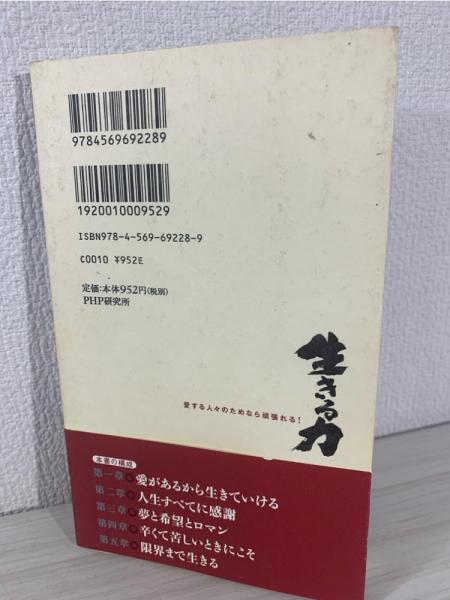 9784569692289
1920010009529
ISBN978-4-569-69228-9
C0010 ¥952E
定価:本体952円(税別)
PHP研究所
生きる力
愛する人々のためなら頑張れる!
本書の構成
第一章 愛があるから生きていける
第二章 人生すべてに感謝
第三章 夢と希望とロマン
第四章 辛くて苦しいときにこそ
第五章 限界まで生きる